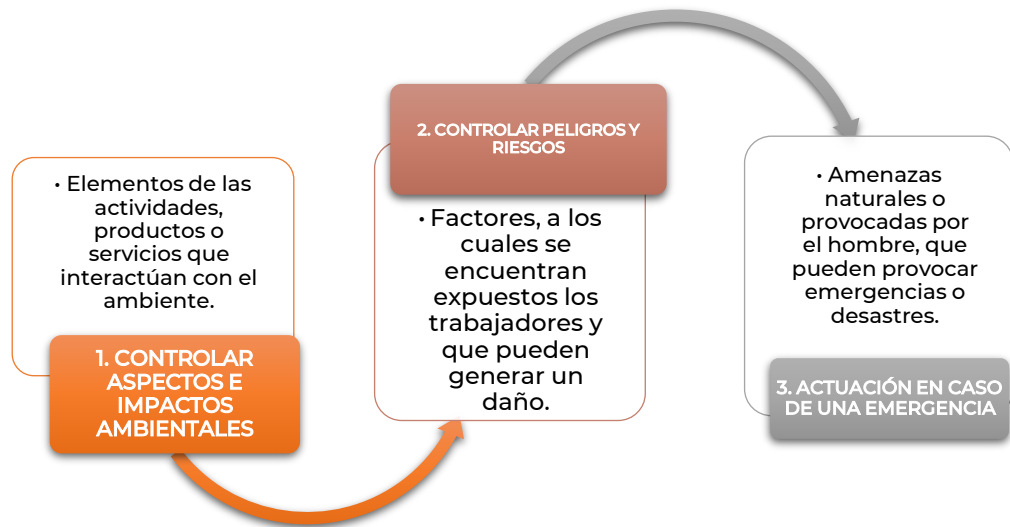 · Elementos de las
actividades,
productos o
servicios que
interactúan con el
ambiente.
1. CONTROLAR
ASPECTOS E
IMPACTOS
AMBIENTALES
2. CONTROLAR PELIGROS Y
RIESGOS
· Factores, a los
cuales se
encuentran
expuestos los
trabajadores y
que pueden
generar un
daño.
· Amenazas
naturales o
provocadas por
el hombre, que
pueden provocar
emergencias o
desastres.
3. ACTUACIÓN EN CASO
DE UNA EMERGENCIA